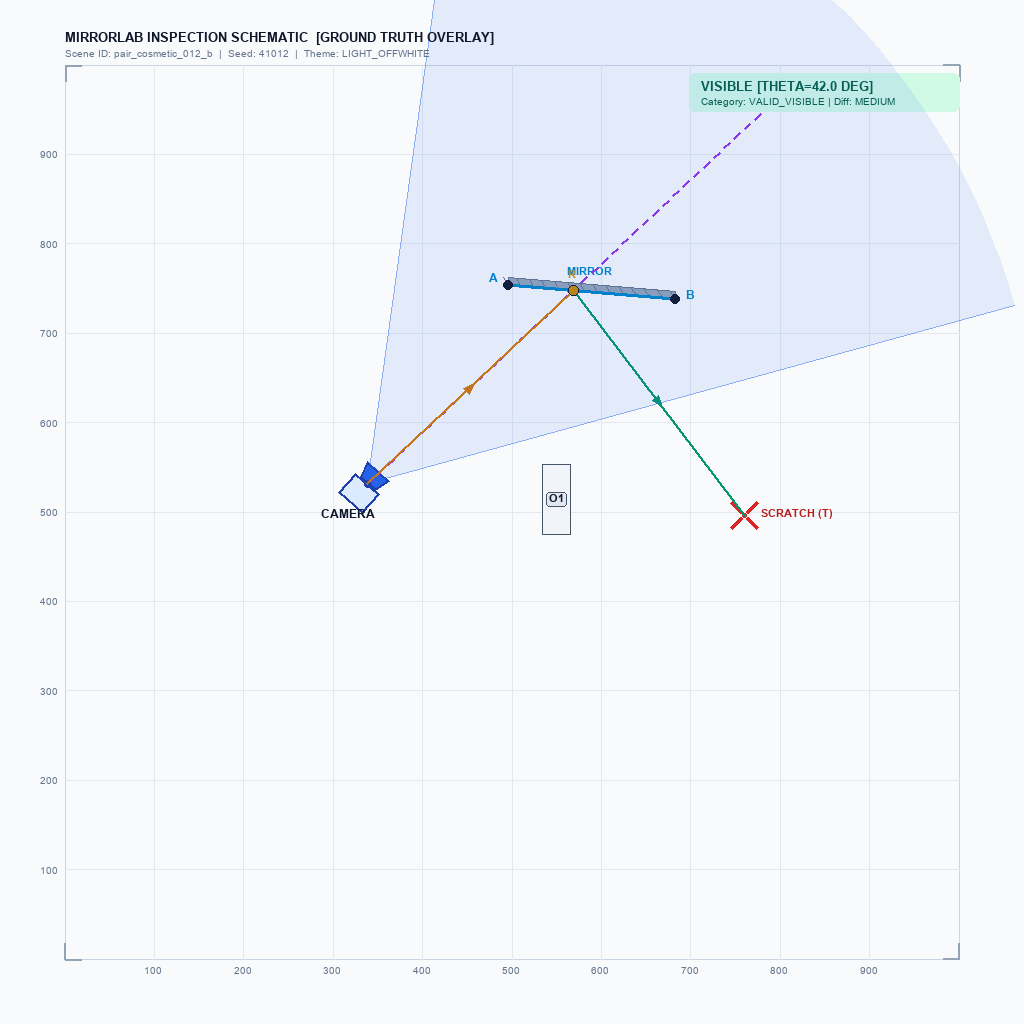 MIRRORLAB INSPECTION SCHEMATIC [GROUND TRUTH OVERLAY]
Scene ID: pair_cosmetic_012_b | Seed: 41012 | Theme: LIGHT_OFFWHITE
VISIBLE [THETA=42.0 DEG]
Category: VALID_VISIBLE | Diff: MEDIUM
MIRROR
A
B
CAMERA
O1
SCRATCH (T)
900
800
700
600
500
400
300
200
100
100 200 300 400 500 600 700 800 900